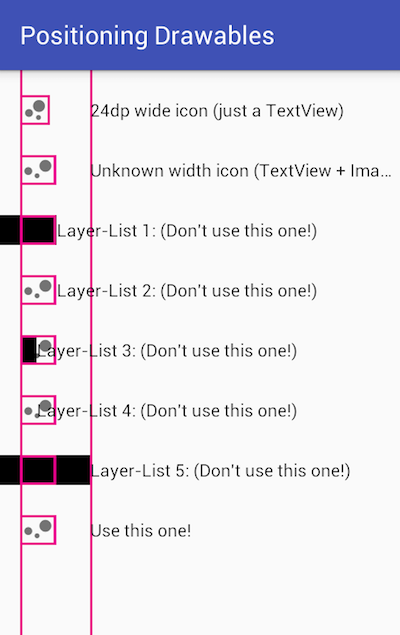 Positioning Drawables
24dp wide icon (just a TextView)
Unknown width icon (TextView + Ima...
Layer-List 1: (Don't use this one!)
Layer-List 2: (Don't use this one!)
Layer-List 3: (Don't use this one!)
Layer-List 4: (Don't use this one!)
Layer-List 5: (Don't use this one!)
Use this one!